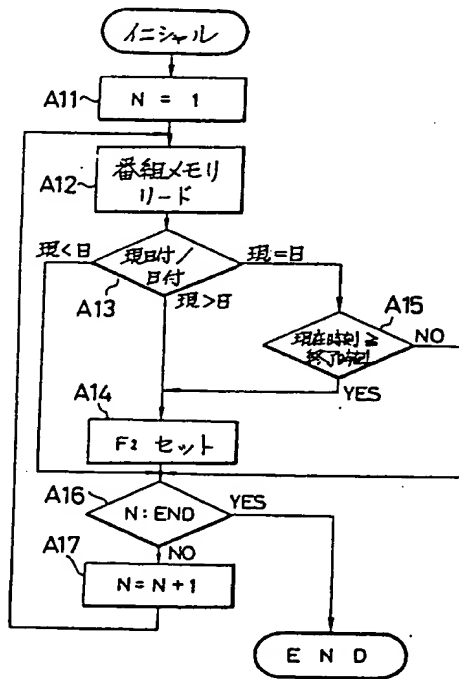 イニシャル
A11
N = 1
A12
番組メモリ
リード
現<日
現日付/
日付
現=日
A13
現>日
A15
現在時刻≧
終了時刻
NO
YES
A14
F2 セット
A16
N:END
YES
A17
NO
N=N+1
END